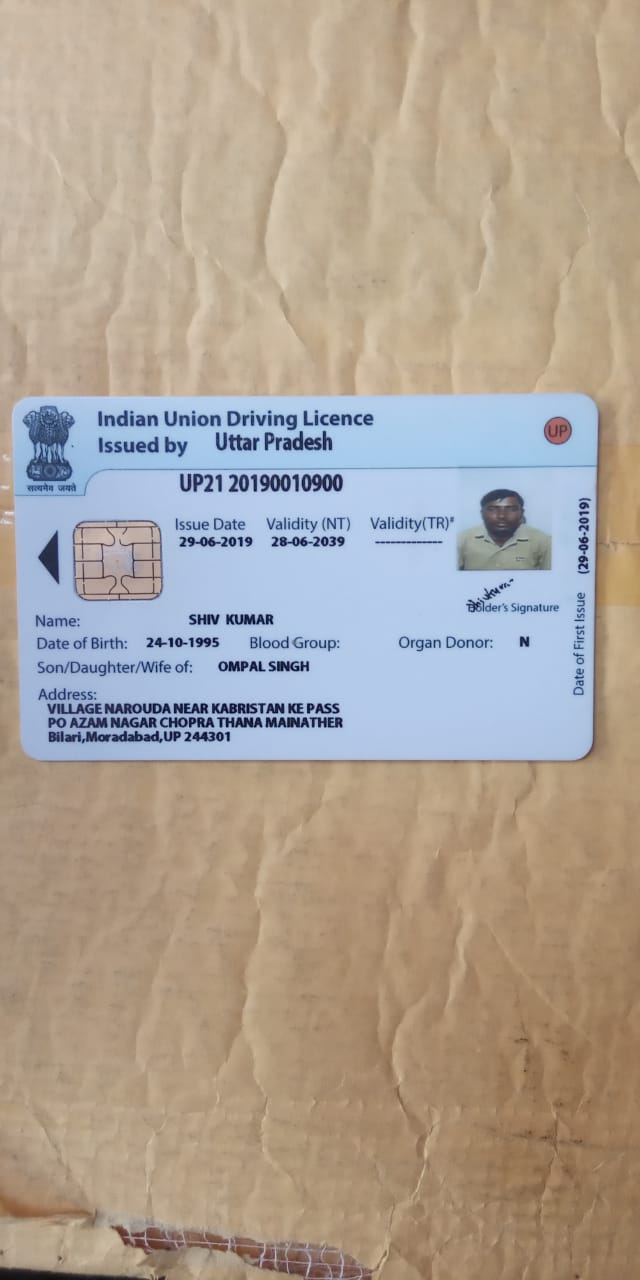 Indian Union Driving Licence
Issued by Uttar Pradesh
UP
सत्यमेव जयते
UP21 20190010900
Issue Date Validity (NT) Validity(TR)#
29-06-2019 28-06-2039 -------------
Holder's Signature
Name: SHIV KUMAR
Date of Birth: 24-10-1995 Blood Group: Organ Donor: N
Son/Daughter/Wife of: OMPAL SINGH
Address:
VILLAGE NAROUDA NEAR KABRISTAN KE PASS
PO AZAM NAGAR CHOPRA THANA MAINATHER
Bilari,Moradabad,UP 244301
Date of First Issue (29-06-2019)